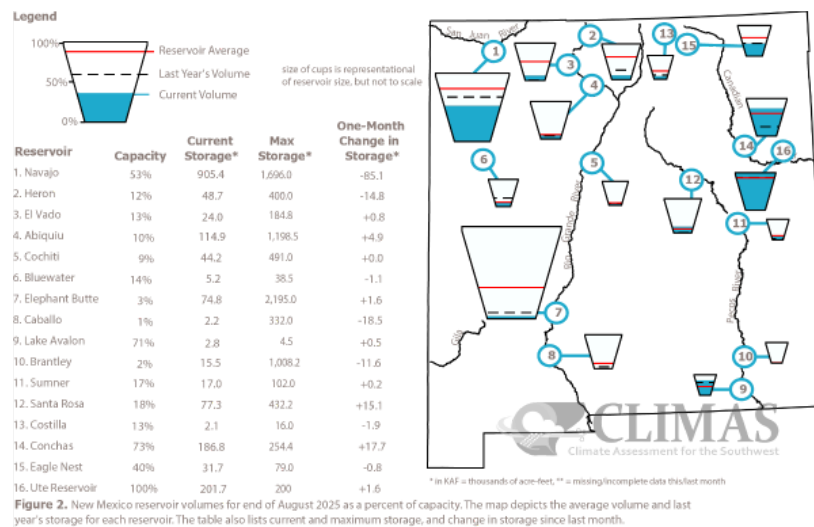 Legend
100%
50%
0%
Reservoir Average
Last Year's Volume
Current Volume
size of cups is representational
of reservoir size, but not to scale
Reservoir Capacity Current Storage* Max Storage* One-Month Change in Storage*
1. Navajo 53% 905.4 1,696.0 -85.1
2. Heron 12% 48.7 400.0 -14.8
3. El Vado 13% 24.0 184.8 +0.8
4. Abiquiu 10% 114.9 1,198.5 +4.9
5. Cochiti 9% 44.2 491.0 +0.0
6. Bluewater 14% 5.2 38.5 -1.1
7. Elephant Butte 3% 74.8 2,195.0 +1.6
8. Caballo 1% 2.2 332.0 -18.5
9. Lake Avalon 71% 2.8 4.5 +0.5
10. Brantley 2% 15.5 1,008.2 -11.6
11. Sumner 17% 17.0 102.0 +0.2
12. Santa Rosa 18% 77.3 432.2 +15.1
13. Costilla 13% 2.1 16.0 -1.9
14. Conchas 73% 186.8 254.4 +17.7
15. Eagle Nest 40% 31.7 79.0 -0.8
16. Ute Reservoir 100% 201.7 200 +1.6
San Juan River
1
2
3
4
13
15
Canadian
14
16
6
5
12
11
Rio Grande River
Pecos River
7
Gila
8
10
9
CLIMAS
Climate Assessment for the Southwest
* in KAF = thousands of acre-feet, ** = missing/incomplete data this/last month
Figure 2. New Mexico reservoir volumes for end of August 2025 as a percent of capacity. The map depicts the average volume and last
year's storage for each reservoir. The table also lists current and maximum storage, and change in storage since last month.